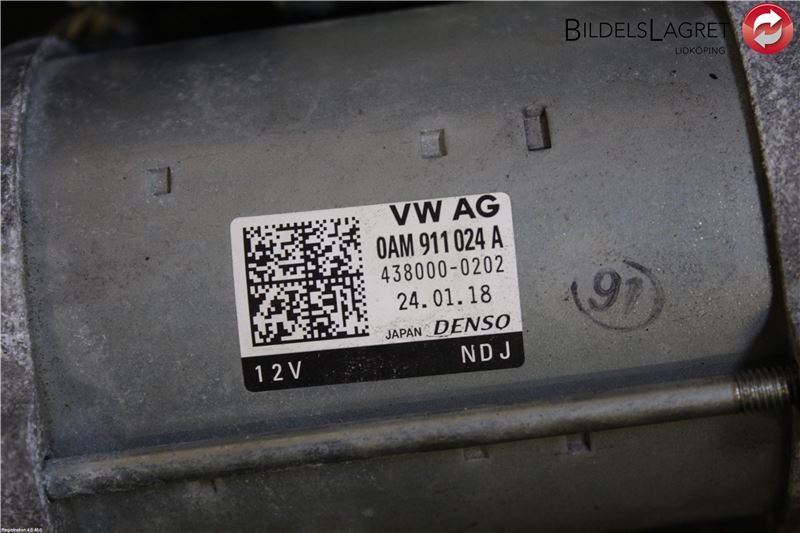 BILDELSLAGRET
LIDKÖPING
VW AG
0AM 911 024 A
438000-0202
24.01.18
JAPAN DENSO
12V NDJ
91